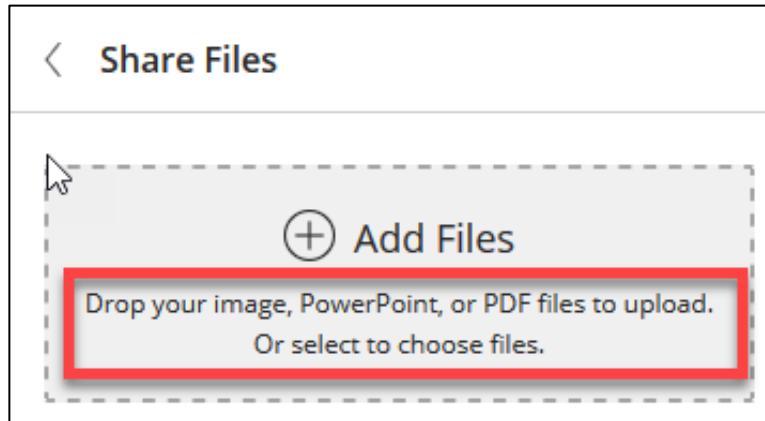 Share Files
Add Files
Drop your image, PowerPoint, or PDF files to upload.
Or select to choose files.